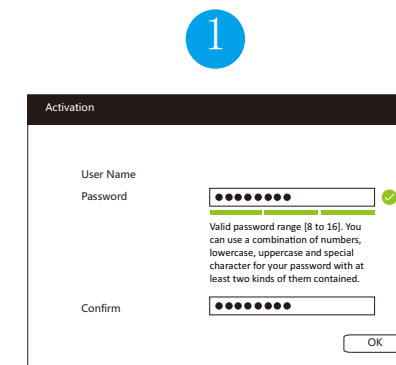 1
Activation
User Name
Password
●●●●●●●●
Valid password range [8 to 16]. You
can use a combination of numbers,
lowercase, uppercase and special
character for your password with at
least two kinds of them contained.
Confirm
●●●●●●●●
OK